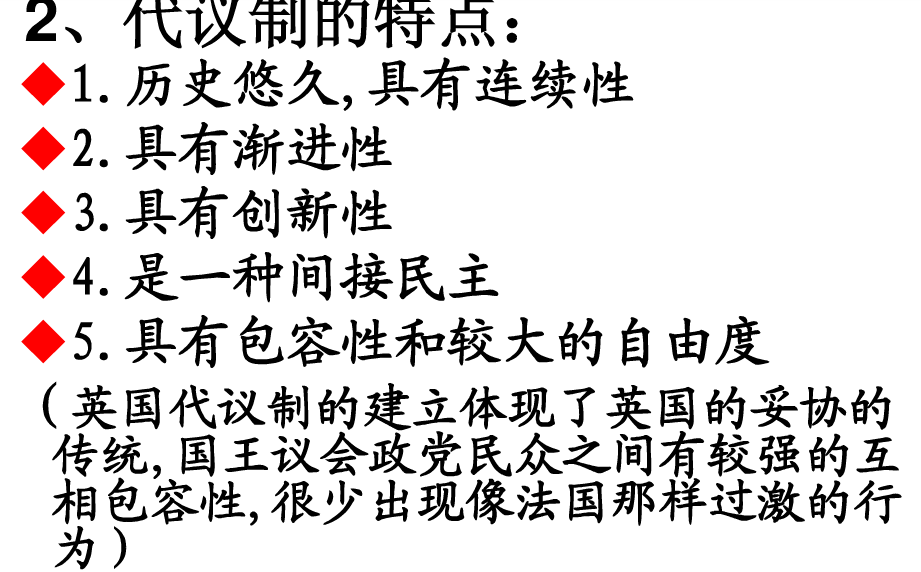 2、代议制的特点：
◆1.历史悠久,具有连续性
◆2.具有渐进性
◆3.具有创新性
◆4.是一种间接民主
◆5.具有包容性和较大的自由度
(英国代议制的建立体现了英国的妥协的
传统,国王议会政党民众之间有较强的互
相包容性,很少出现像法国那样过激的行
为)